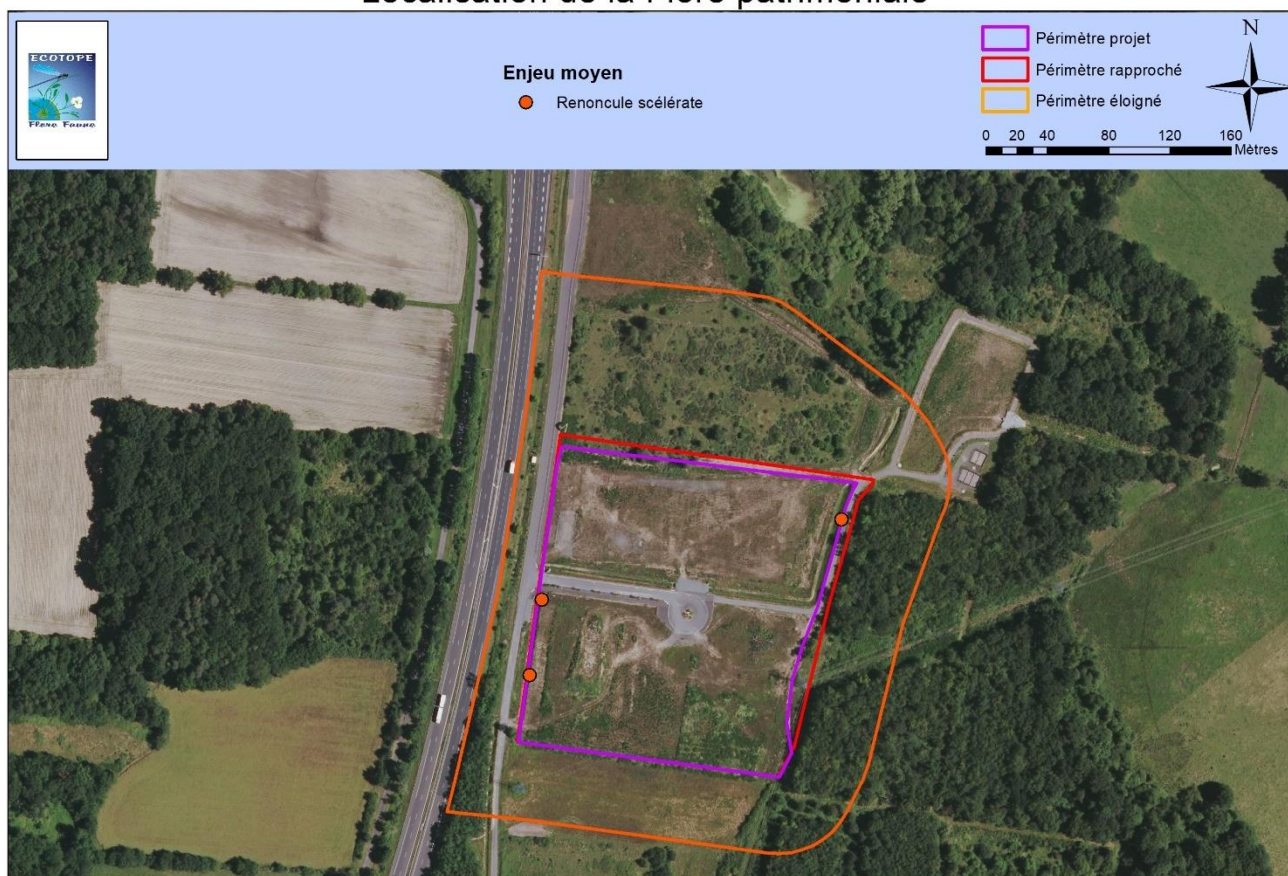 Localisation de la Flore patrimoniale
ECOTOPE
Flore Faune
Enjeu moyen
Renoncule scélérate
Périmètre projet
Périmètre rapproché
Périmètre éloigné
N
0 20 40 80 120 160
Mètres